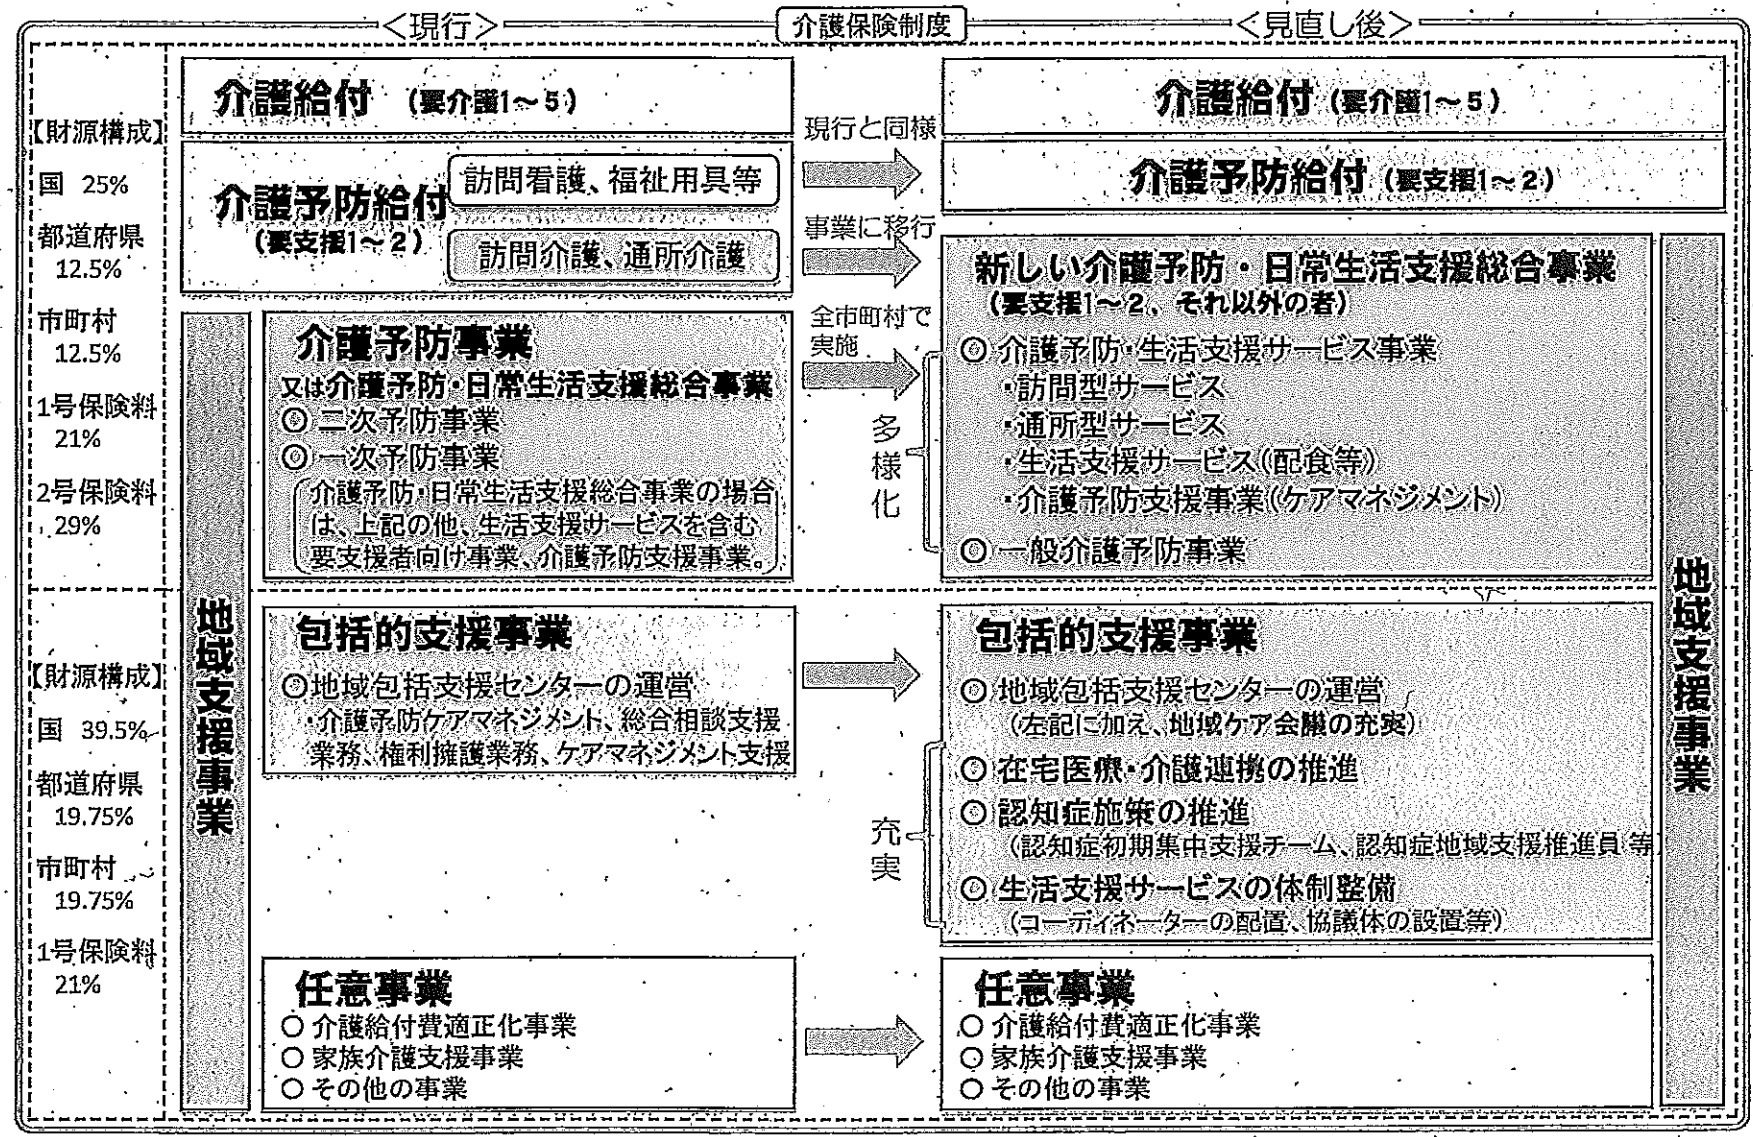 <現行>
介護保険制度
<見直し後>
【財源構成】
国 25%
都道府県
12.5%
市町村
12.5%
1号保険料
21%
2号保険料
29%
【財源構成】
国 39.5%
都道府県
19.75%
市町村
19.75%
1号保険料
21%
介護給付 (要介護1~5)
介護予防給付
(要支援1~2)
訪問看護、福祉用具等
訪問介護、通所介護
地域支援事業
介護予防事業
又は介護予防・日常生活支援総合事業
◎ 二次予防事業
◎ 一次予防事業
介護予防・日常生活支援総合事業の場合
は、上記の他、生活支援サービスを含む
要支援者向け事業、介護予防支援事業。
包括的支援事業
◎地域包括支援センターの運営
・介護予防ケアマネジメント、総合相談支援
業務、権利擁護業務、ケアマネジメント支援
任意事業
○ 介護給付費適正化事業
○ 家族介護支援事業
○ その他の事業
現行と同様
事業に移行
全市町村で
実施
多様化
充実
介護給付 (要介護1~5)
介護予防給付 (要支援1~2)
新しい介護予防・日常生活支援総合事業
(要支援1~2、それ以外の者)
◎ 介護予防・生活支援サービス事業
・訪問型サービス
・通所型サービス
・生活支援サービス(配食等)
・介護予防支援事業(ケアマネジメント)
◎ 一般介護予防事業
包括的支援事業
◎ 地域包括支援センターの運営
(左記に加え、地域ケア会議の充実)
◎ 在宅医療・介護連携の推進
◎ 認知症施策の推進
(認知症初期集中支援チーム、認知症地域支援推進員 等)
◎ 生活支援サービスの体制整備
(コーディネーターの配置、協議体の設置等)
任意事業
○ 介護給付費適正化事業
○ 家族介護支援事業
○ その他の事業
地域支援事業